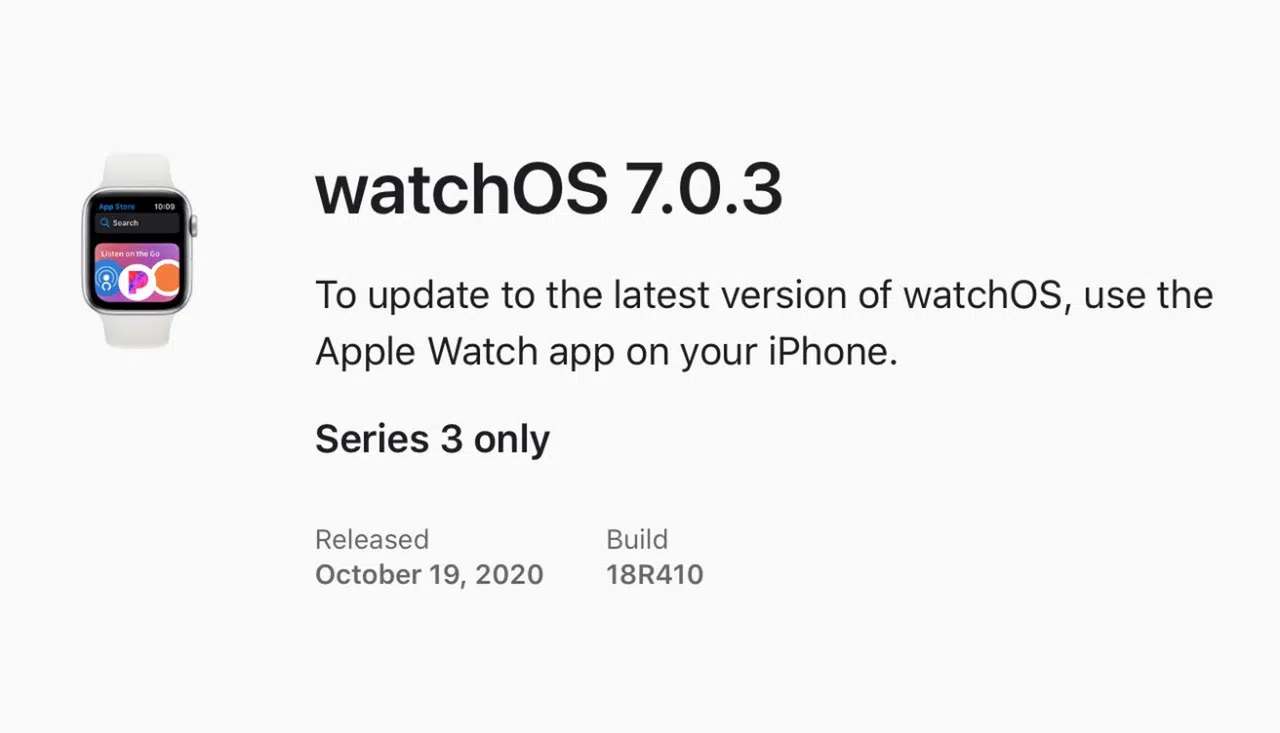 App Store 10:09
Search
Listen on the Go
watchOS 7.0.3
To update to the latest version of watchOS, use the
Apple Watch app on your iPhone.
Series 3 only
Released Build
October 19, 2020 18R410